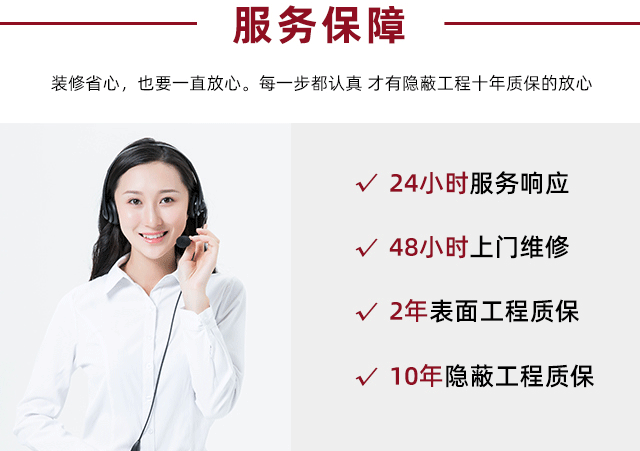 服务保障
装修省心，也要一直放心。每一步都认真 才有隐蔽工程十年质保的放心
✓ 24小时服务响应
✓ 48小时上门维修
✓ 2年表面工程质保
✓ 10年隐蔽工程质保